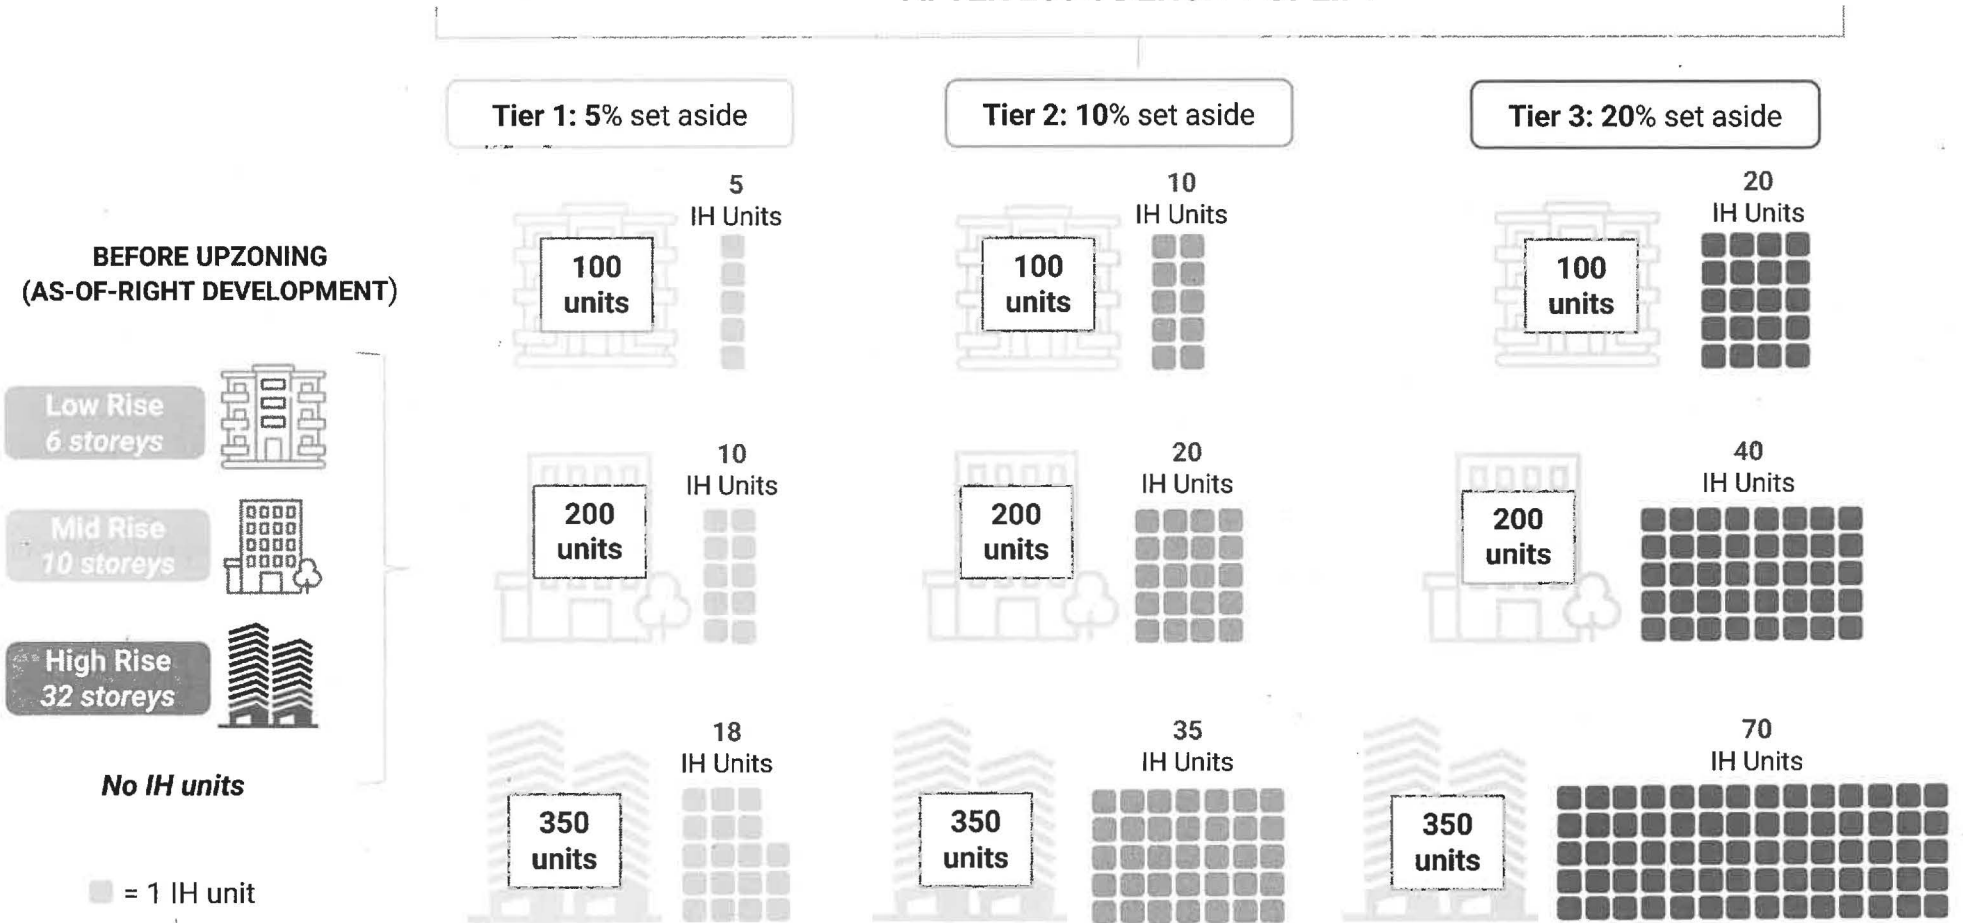 Tier 1: 5% set aside
Tier 2: 10% set aside
Tier 3: 20% set aside
BEFORE UPZONING
(AS-OF-RIGHT DEVELOPMENT)
Low Rise
6 storeys
Mid Rise
10 storeys
High Rise
32 storeys
No IH units
= 1 IH unit
100
units
5
IH Units
100
units
10
IH Units
100
units
20
IH Units
200
units
10
IH Units
200
units
20
IH Units
200
units
40
IH Units
350
units
18
IH Units
350
units
35
IH Units
350
units
70
IH Units